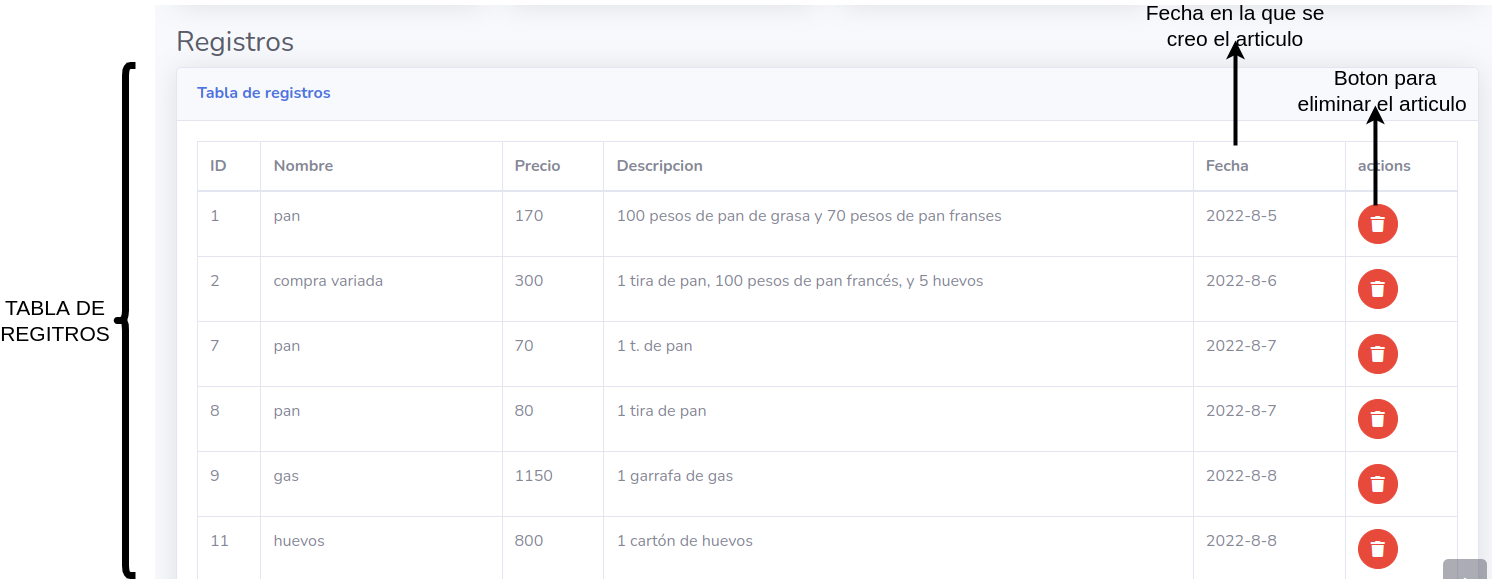 Fecha en la que se
creo el articulo
Registros
Boton para
eliminar el articulo
Tabla de registros
ID Nombre Precio Descripcion Fecha actions
1 pan 170 100 pesos de pan de grasa y 70 pesos de pan franses 2022-8-5
2 compra variada 300 1 tira de pan, 100 pesos de pan francés, y 5 huevos 2022-8-6
TABLA DE
REGITROS
7 pan 70 1 t. de pan 2022-8-7
8 pan 80 1 tira de pan 2022-8-7
9 gas 1150 1 garrafa de gas 2022-8-8
11 huevos 800 1 cartón de huevos 2022-8-8